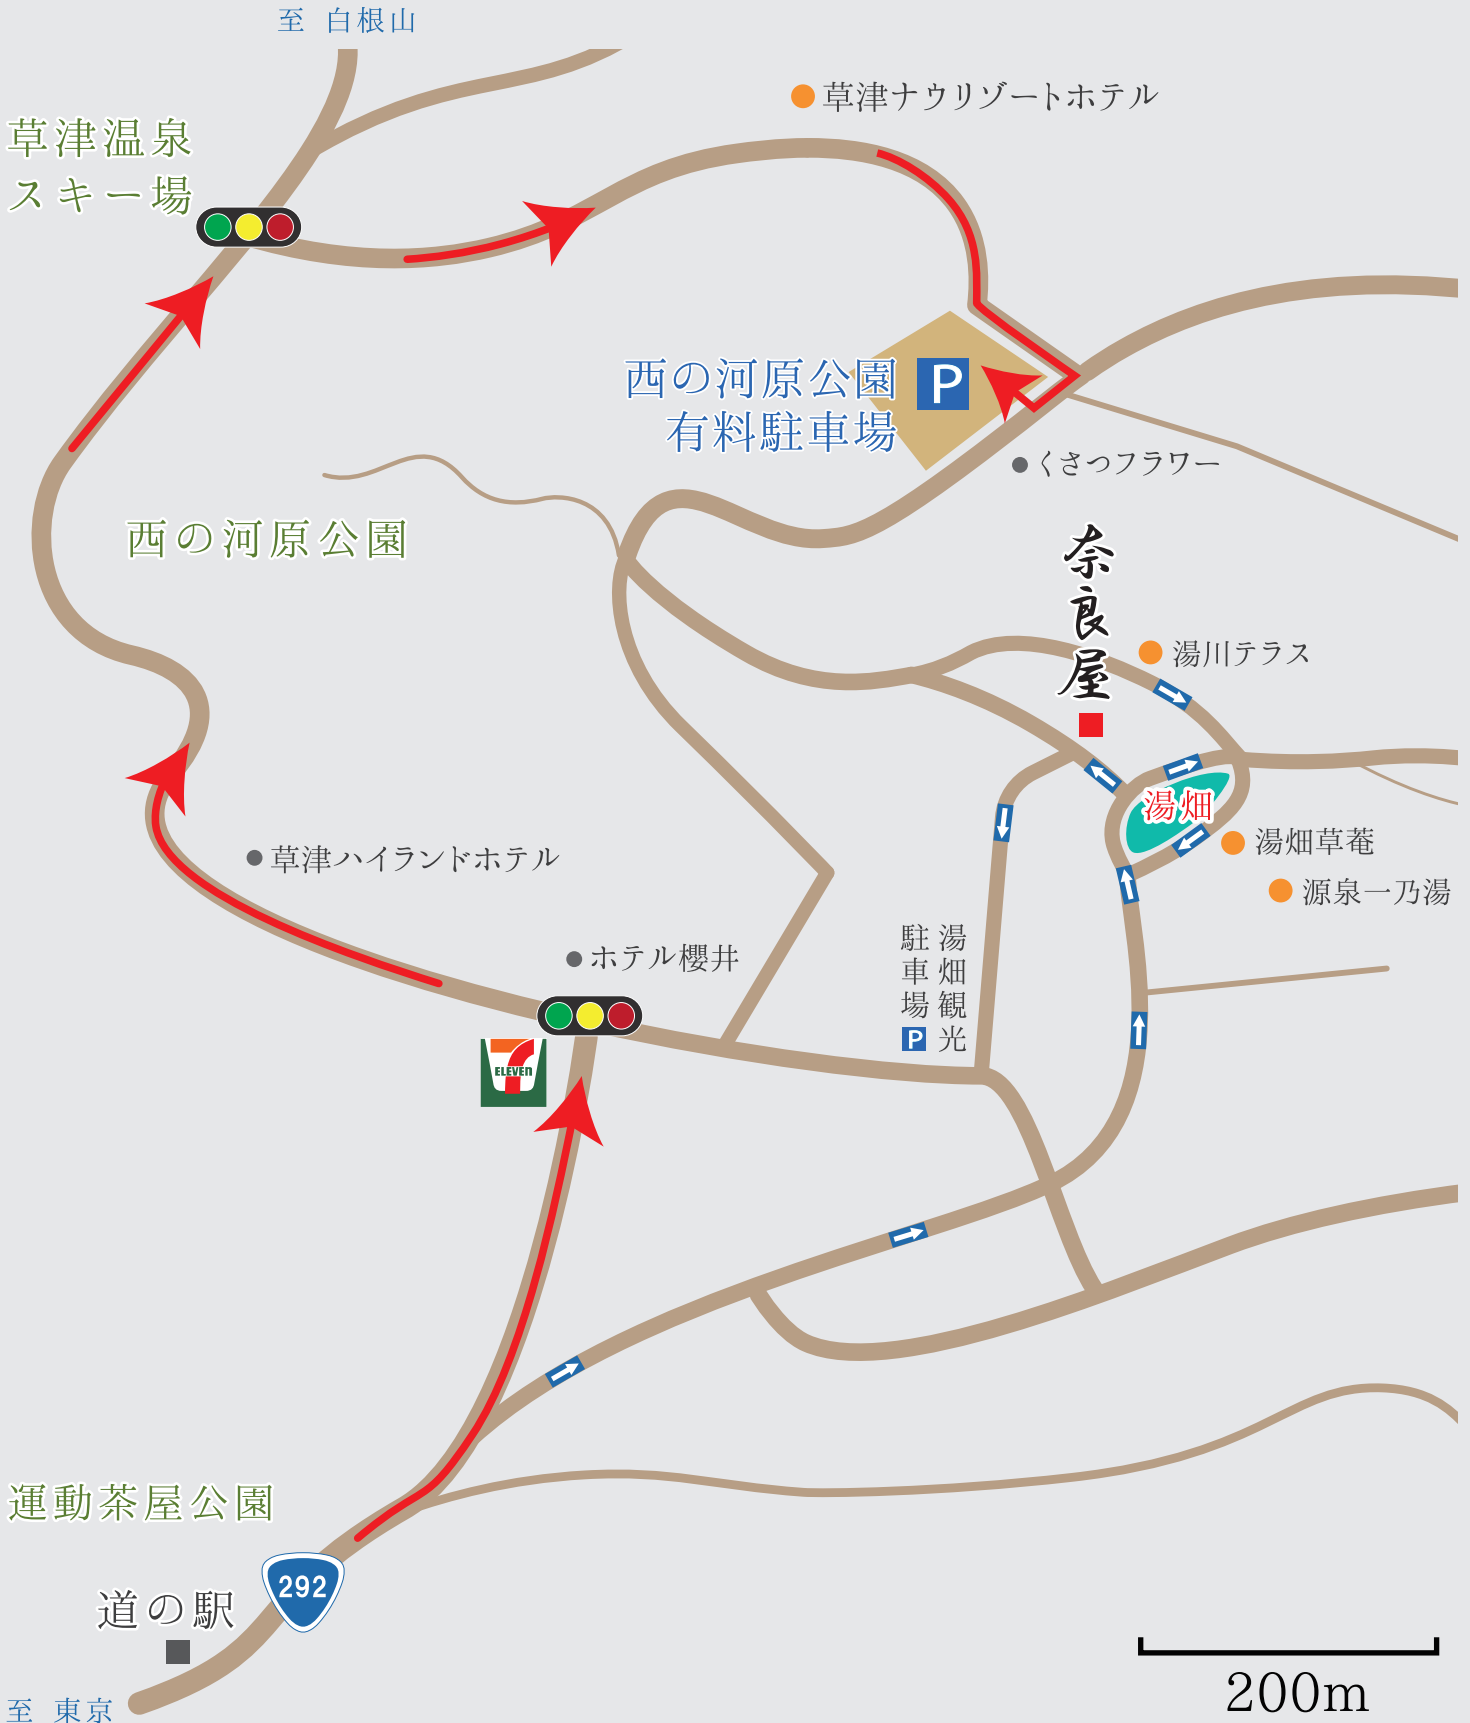 至 白根山
草津ナウリゾートホテル
草津温泉
スキー場
西の河原公園
有料駐車場
P
くさつフラワー
西の河原公園
奈良屋
湯川テラス
湯畑
湯畑草菴
源泉一乃湯
草津ハイランドホテル
ホテル櫻井
湯畑観光
駐車場
P
7
ELEVEN
運動茶屋公園
292
道の駅
至 東京
200m